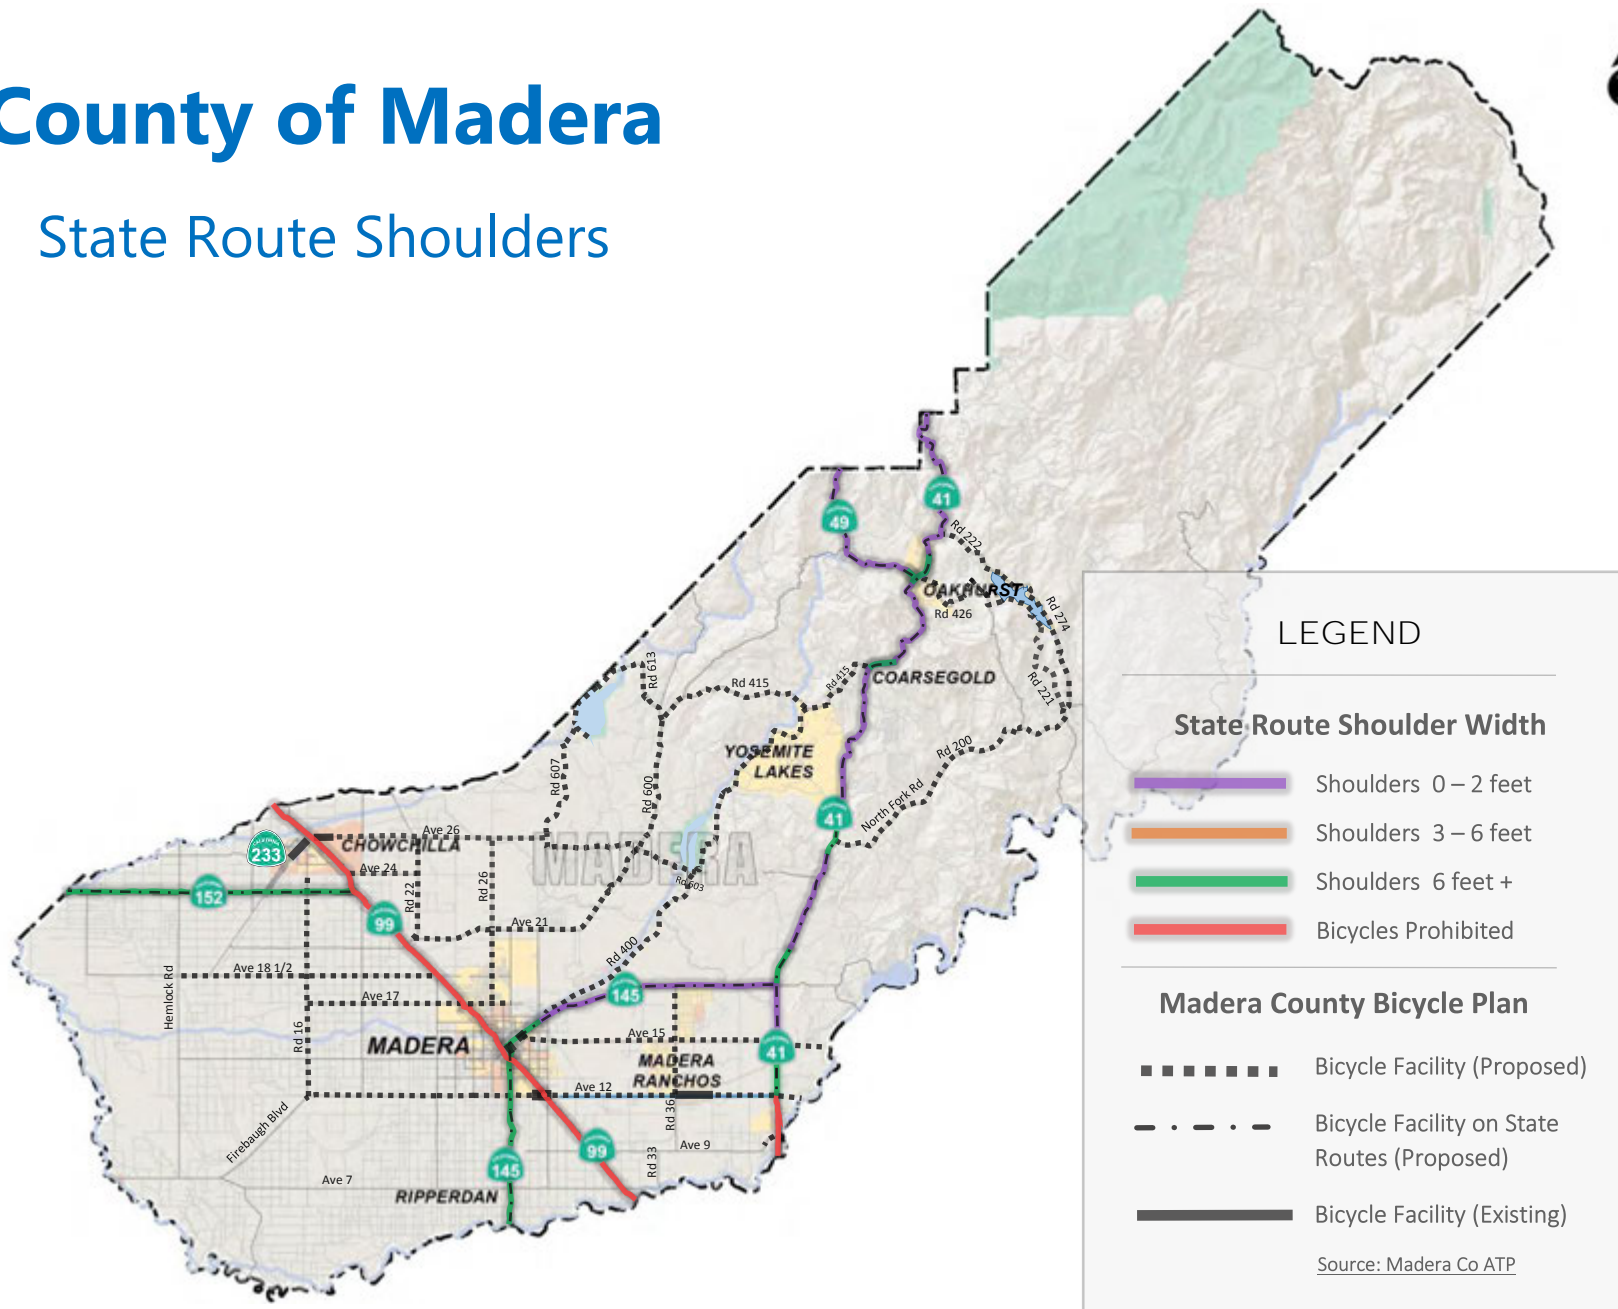 County of Madera
State Route Shoulders
41
49
Rd 222
OAKHURST
Rd 426
Rd 274
Rd 613
Rd 415
Rd 415
COARSEGOLD
Rd 221
YOSEMITE
LAKES
Rd 200
Rd 607
Rd 600
North Fork Rd
41
Ave 26
CALIFORNIA
233
CHOWCHILLA
MADERA
Ave 24
152
Rd 22
Rd 26
Rd 603
99
Ave 21
Rd 400
Ave 18 1/2
Hemlock Rd
Ave 17
145
Rd 16
MADERA
Ave 15
41
MADERA
RANCHOS
Ave 12
Rd 36
Firebaugh Blvd
99
Ave 9
Rd 33
145
Ave 7
RIPPERDAN
LEGEND
State Route Shoulder Width
Shoulders 0 – 2 feet
Shoulders 3 – 6 feet
Shoulders 6 feet +
Bicycles Prohibited
Madera County Bicycle Plan
Bicycle Facility (Proposed)
Bicycle Facility on State
Routes (Proposed)
Bicycle Facility (Existing)
Source: Madera Co ATP